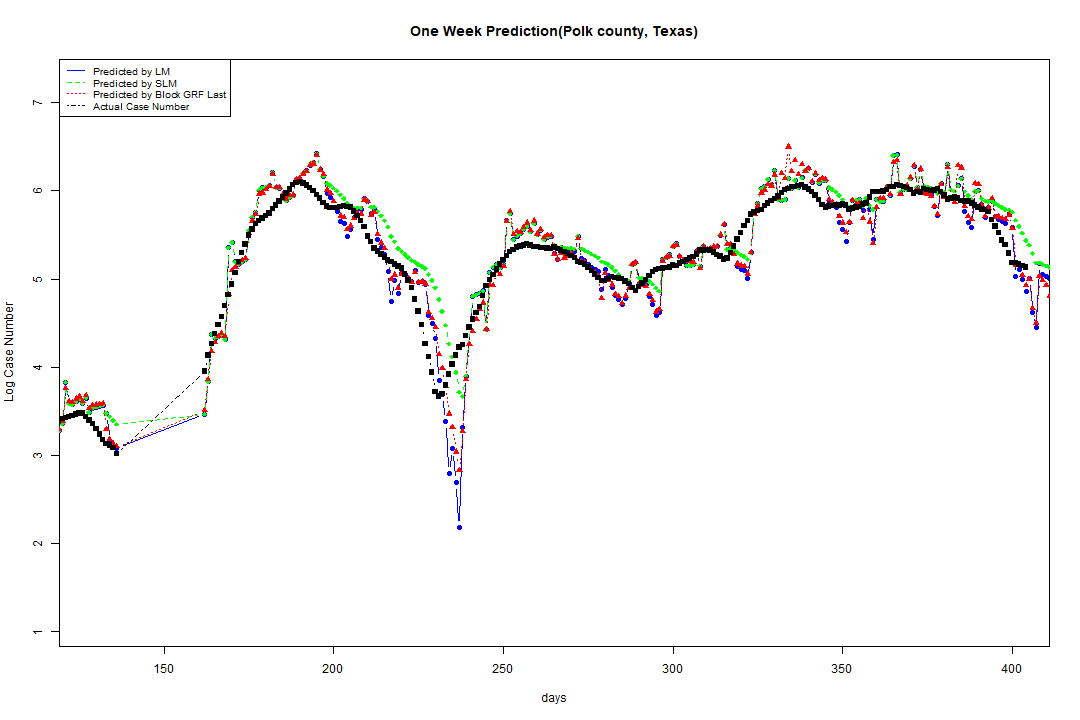 One Week Prediction(Polk county, Texas)
Predicted by LM
Predicted by SLM
Predicted by Block GRF Last
Actual Case Number
7
6
5
4
3
2
1
Log Case Number
150 200 250 300 350 400
days